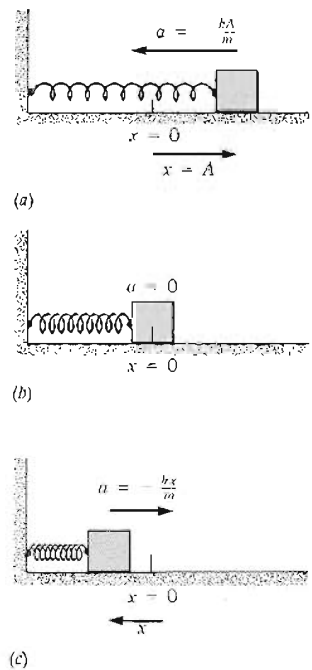 a = kA/m
x = 0
x = A
(a)
a = 0
x = 0
(b)
a = - kx/m
x = 0
x
(c)